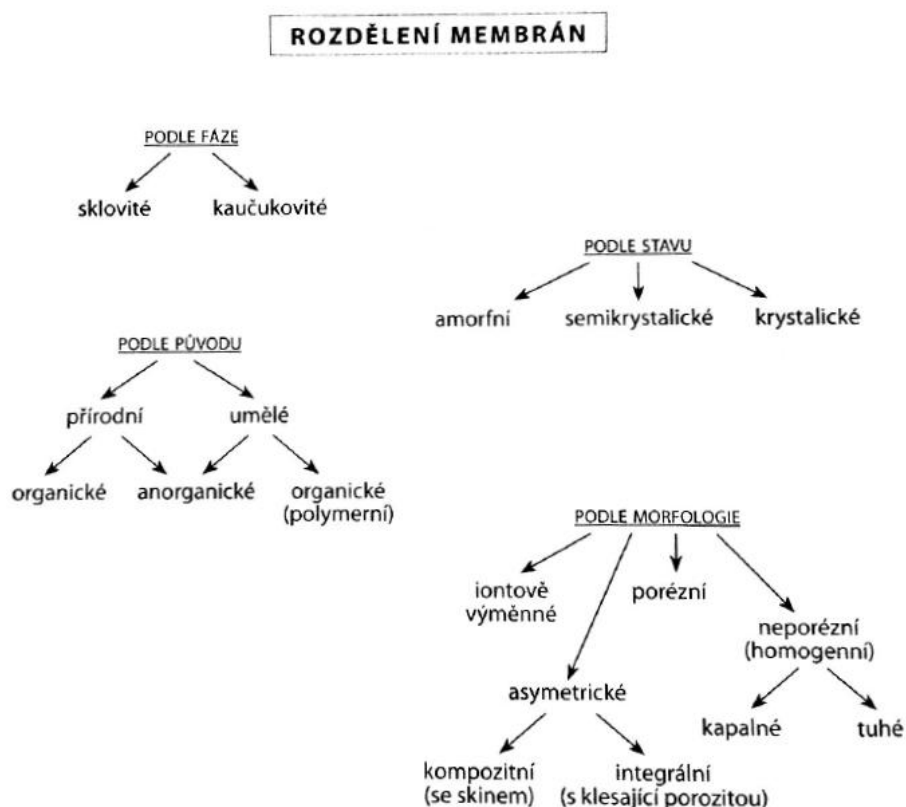 ROZDĚLENÍ MEMBRÁN
PODLE FÁZE
sklovité kaučukovité
PODLE STAVU
amorfní semikrystalické krystalické
PODLE PŮVODU
přírodní umělé
organické anorganické organické
(polymerní)
PODLE MORFOLOGIE
iontově
výměnné
porézní
neporézní
(homogenní)
asymetrické
kapalné tuhé
kompozitní
(se skinem)
integrální
(s klesající porozitou)